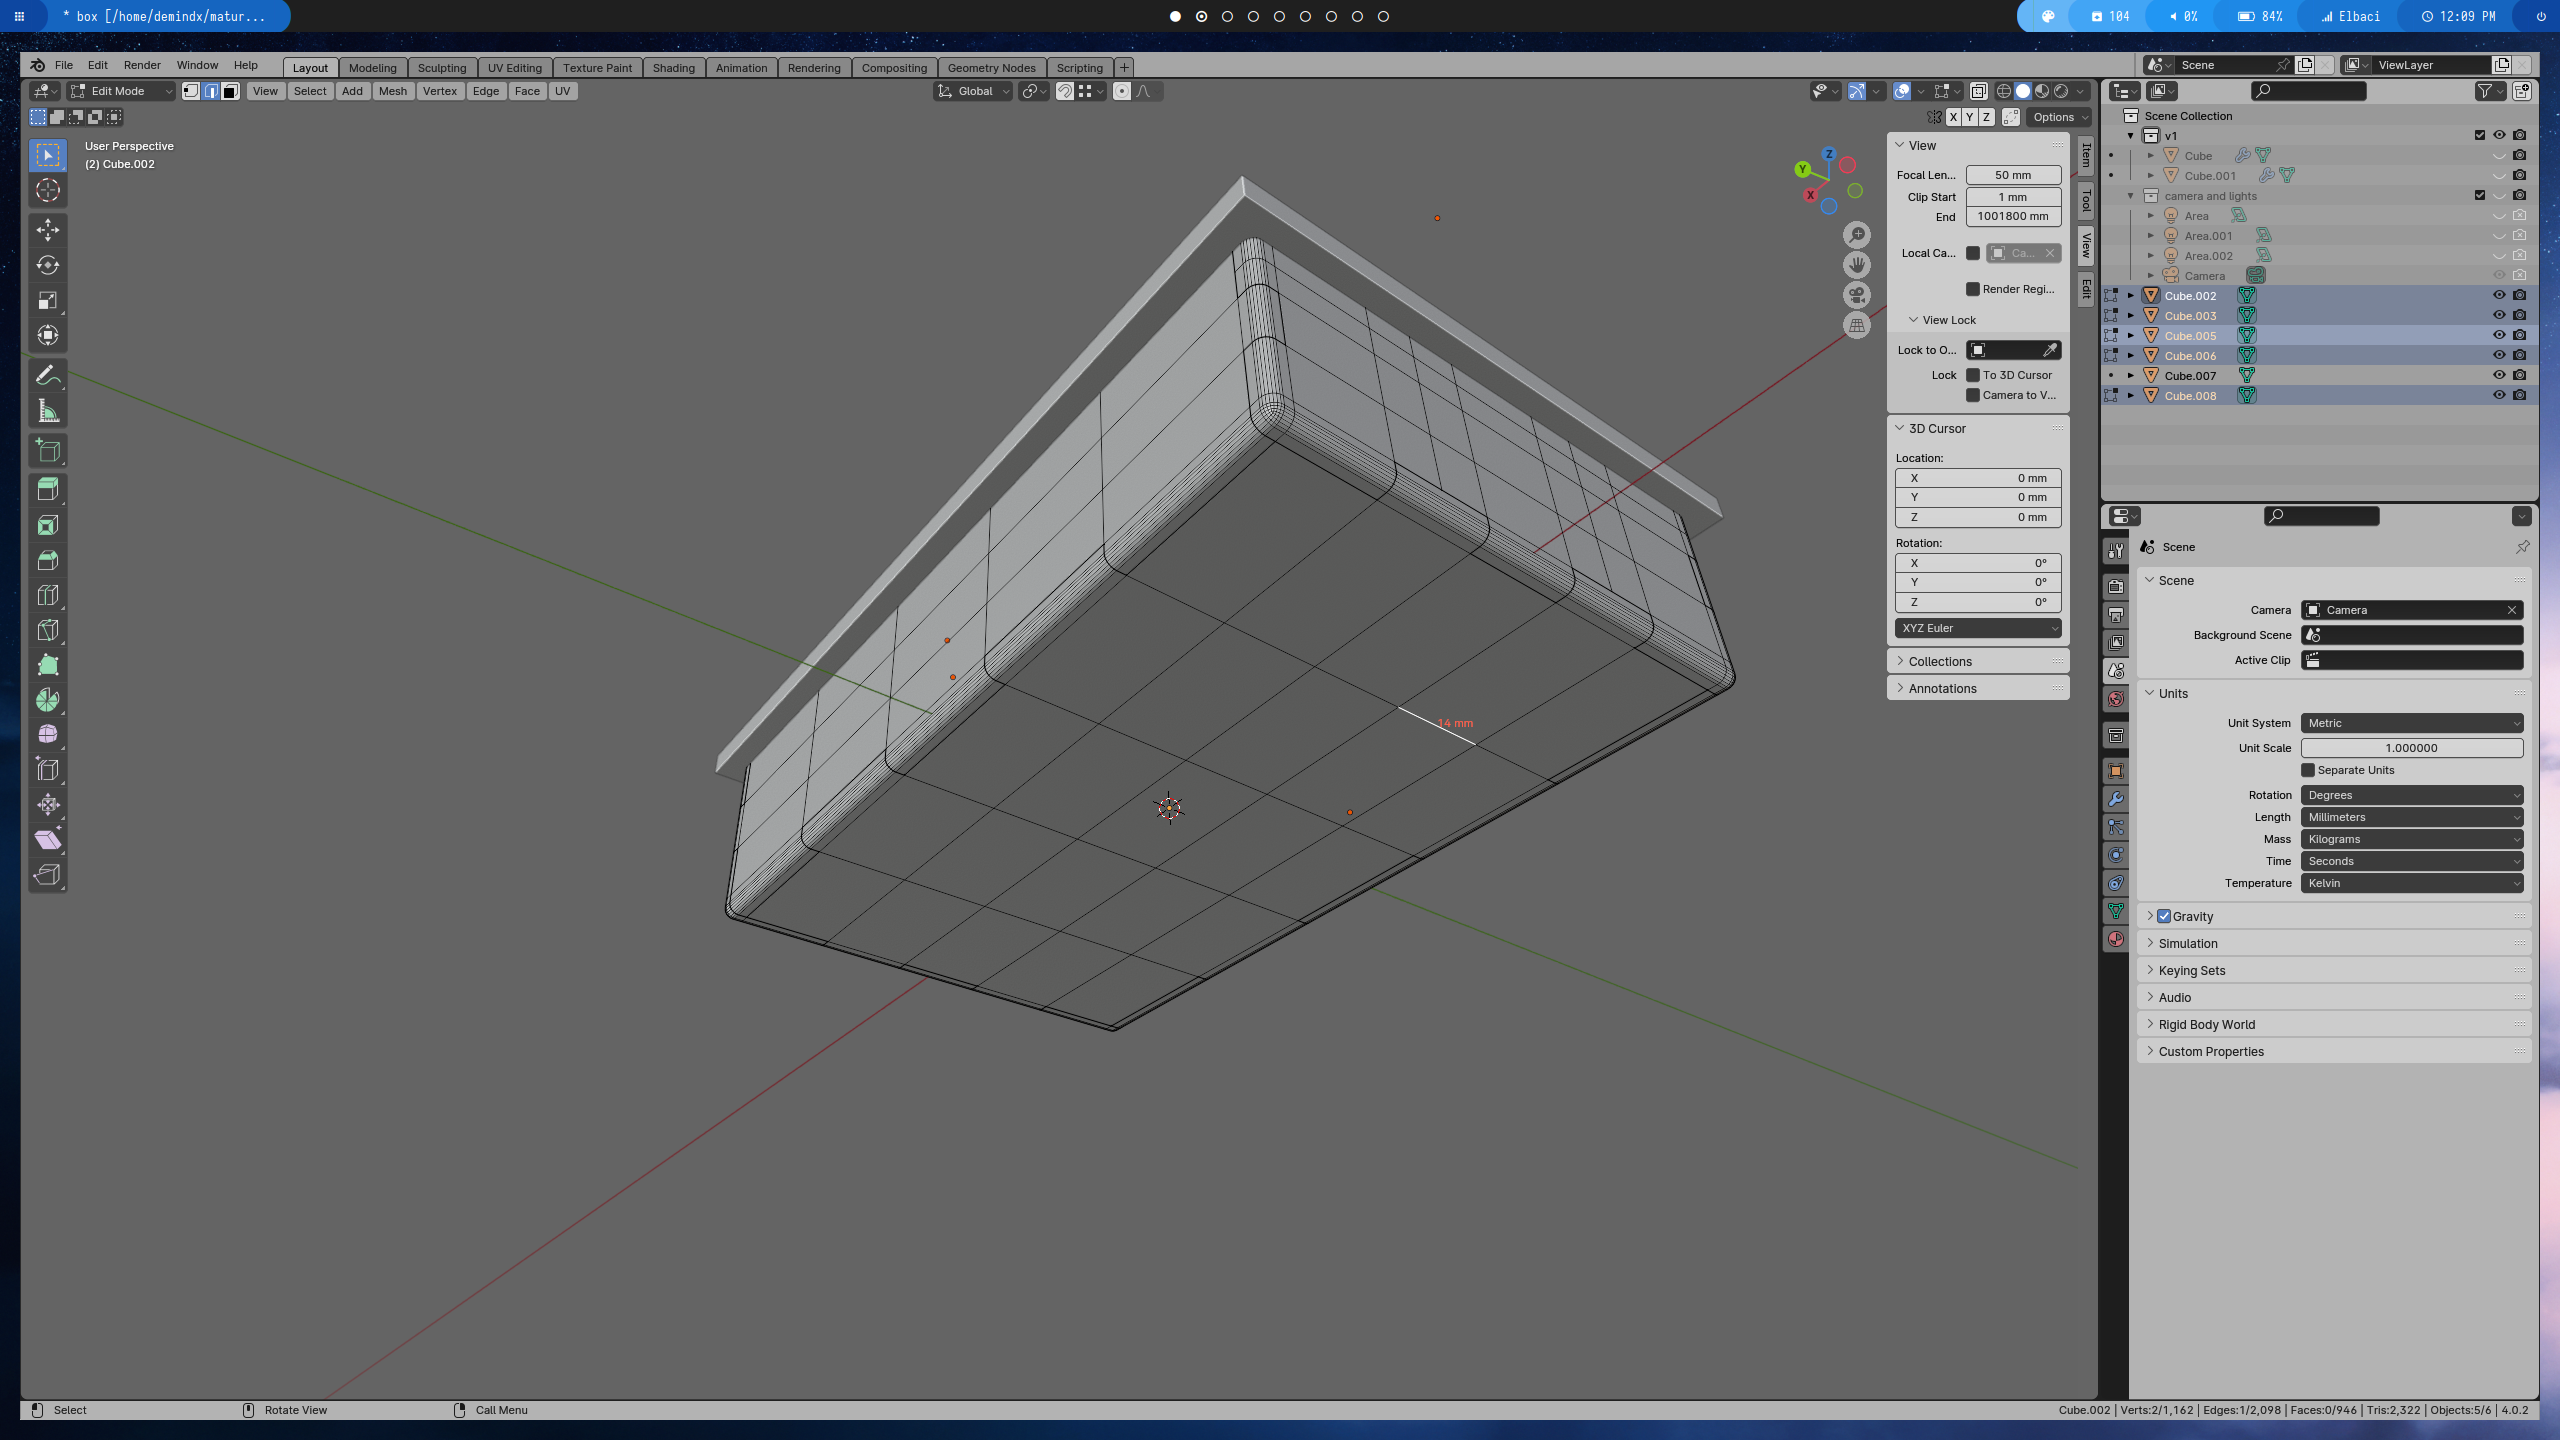 * box [/home/demindx/matur...
104
0%
84%
Elbaci
12:09 PM
File Edit Render Window Help
Layout Modeling Sculpting UV Editing Texture Paint Shading Animation Rendering Compositing Geometry Nodes Scripting
Scene
ViewLayer
Edit Mode
View Select Add Mesh Vertex Edge Face UV
Global
X Y Z
Options
User Perspective
(2) Cube.002
Z
Y
X
14 mm
Item
Tool
View
Edit
View
Focal Len... 50 mm
Clip Start 1 mm
End 1001800 mm
Local Ca... Ca...
Render Regi...
View Lock
Lock to O...
Lock To 3D Cursor
Camera to V...
3D Cursor
Location:
X 0 mm
Y 0 mm
Z 0 mm
Rotation:
X 0°
Y 0°
Z 0°
XYZ Euler
Collections
Annotations
Scene Collection
v1
Cube
Cube.001
camera and lights
Area
Area.001
Area.002
Camera
Cube.002
Cube.003
Cube.005
Cube.006
Cube.007
Cube.008
Scene
Scene
Camera Camera
Background Scene
Active Clip
Units
Unit System Metric
Unit Scale 1.000000
Separate Units
Rotation Degrees
Length Millimeters
Mass Kilograms
Time Seconds
Temperature Kelvin
Gravity
Simulation
Keying Sets
Audio
Rigid Body World
Custom Properties
Select
Rotate View
Call Menu
Cube.002 | Verts:2/1,162 | Edges:1/2,098 | Faces:0/946 | Tris:2,322 | Objects:5/6 | 4.0.2